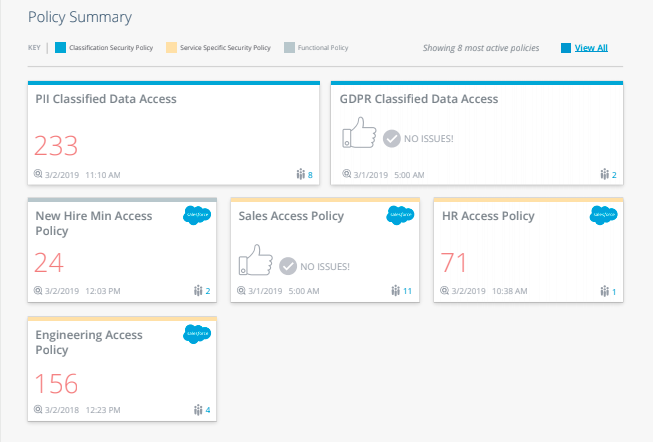 Policy Summary
KEY | Classification Security Policy Service Specific Security Policy Functional Policy Showing 8 most active policies View All
PII Classified Data Access
233
3/2/2019 11:10 AM 8
GDPR Classified Data Access
NO ISSUES!
3/1/2019 5:00 AM 2
New Hire Min Access
Policy
salesforce
24
3/2/2019 12:03 PM 2
Sales Access Policy
salesforce
NO ISSUES!
3/1/2019 5:00 AM 11
HR Access Policy
salesforce
71
3/2/2019 10:38 AM 1
Engineering Access
Policy
salesforce
156
3/2/2018 12:23 PM 4